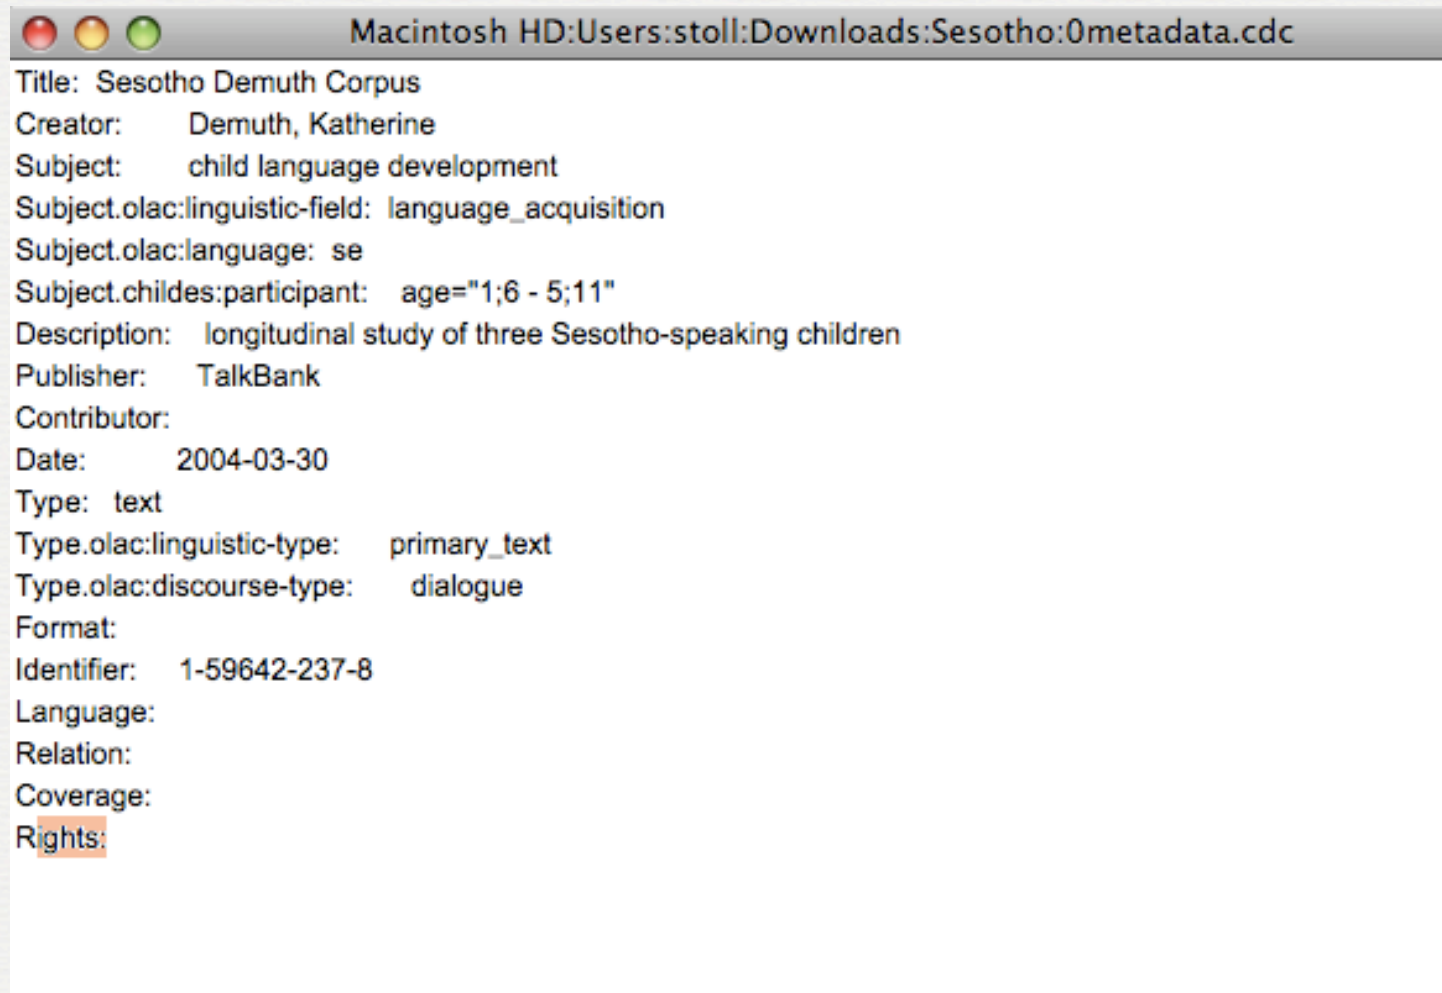 Macintosh HD:Users:stoll:Downloads:Sesotho:0metadata.cdc
Title: Sesotho Demuth Corpus
Creator: Demuth, Katherine
Subject: child language development
Subject.olac:linguistic-field: language_acquisition
Subject.olac:language: se
Subject.childes:participant: age="1;6 - 5;11"
Description: longitudinal study of three Sesotho-speaking children
Publisher: TalkBank
Contributor:
Date: 2004-03-30
Type: text
Type.olac:linguistic-type: primary_text
Type.olac:discourse-type: dialogue
Format:
Identifier: 1-59642-237-8
Language:
Relation:
Coverage:
Rights: